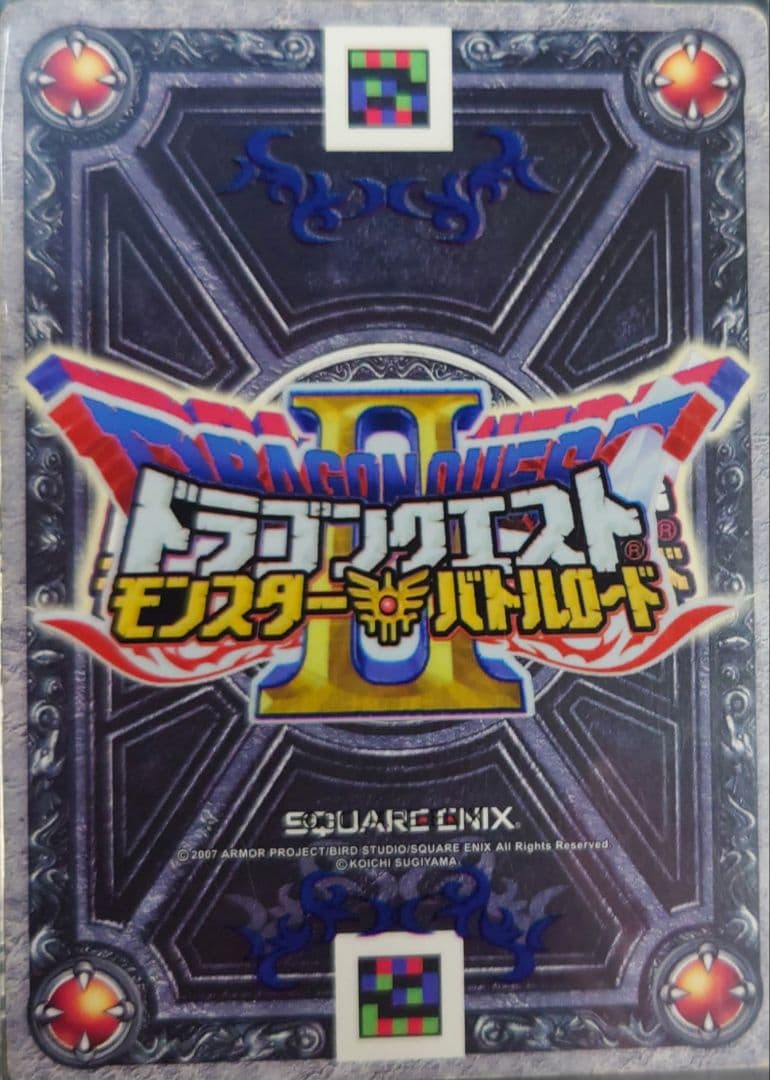 DRAGON QUEST
II
ドラゴンクエスト®
モンスター バトルロード
SQUARE ENIX®
© 2007 ARMOR PROJECT/BIRD STUDIO/SQUARE ENIX All Rights Reserved.
© KOICHI SUGIYAMA